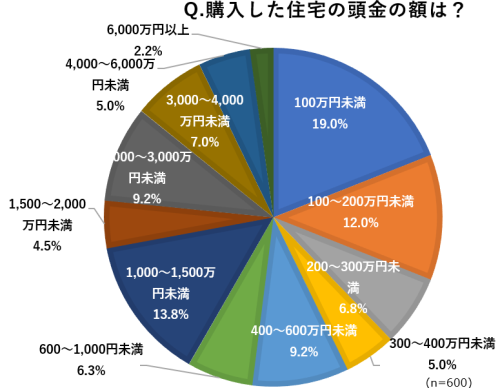 Q.購入した住宅の頭金の額は？
6,000万円以上
2.2%
4,000～6,000万
円未満
5.0%
3,000～4,000
万円未満
7.0%
100万円未満
19.0%
000～3,000万
円未満
9.2%
100～200万円未満
12.0%
1,500～2,000
万円未満
4.5%
200～300万円未
満
6.8%
1,000～1,500万
円未満
13.8%
400～600万円未満
9.2%
300～400万円未満
5.0%
600～1,000円未満
6.3%
（n=600）